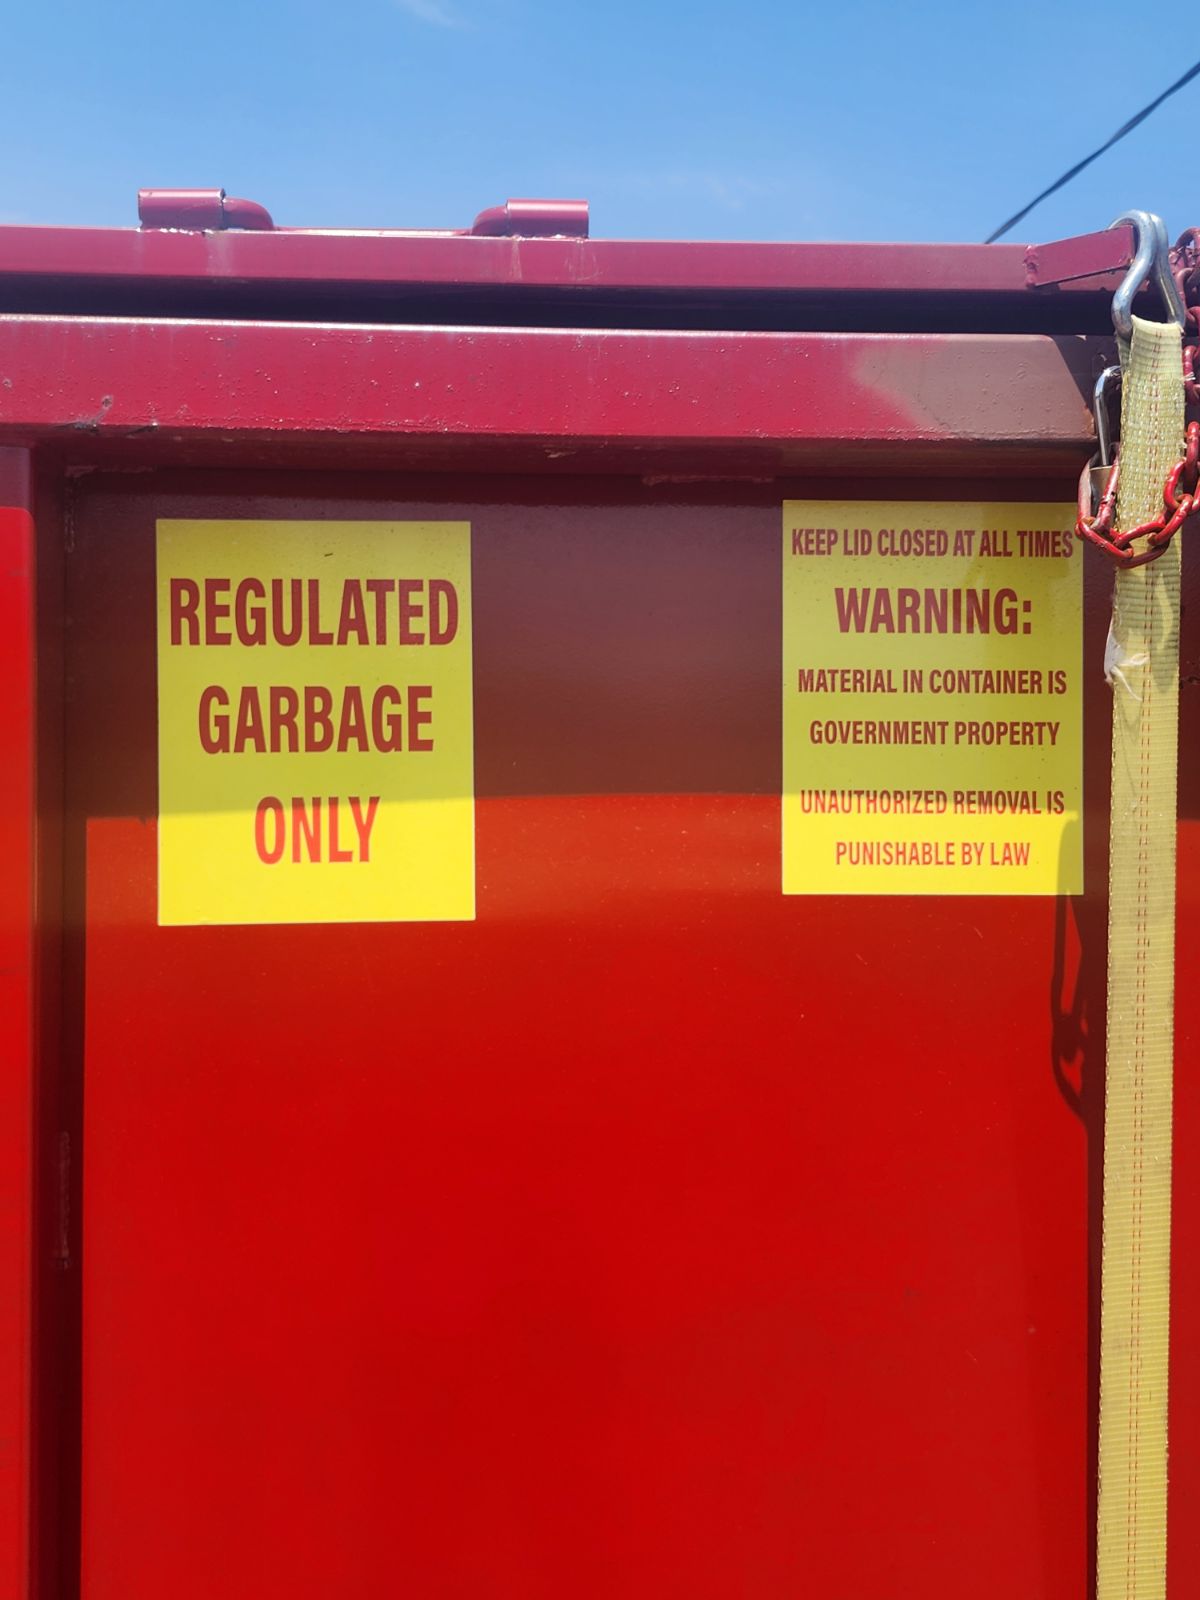 REGULATED
GARBAGE
ONLY
KEEP LID CLOSED AT ALL TIMES
WARNING:
MATERIAL IN CONTAINER IS
GOVERNMENT PROPERTY
UNAUTHORIZED REMOVAL IS
PUNISHABLE BY LAW